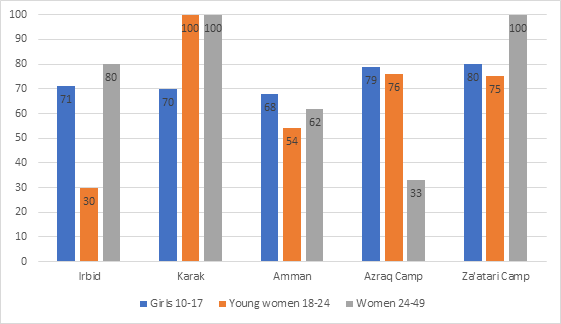 100
90
80
70
60
50
40
30
20
10
0
71 30 80
70 100 100
68 54 62
79 76 33
80 75 100
Irbid Karak Amman Azraq Camp Za'atari Camp
Girls 10-17 Young women 18-24 Women 24-49